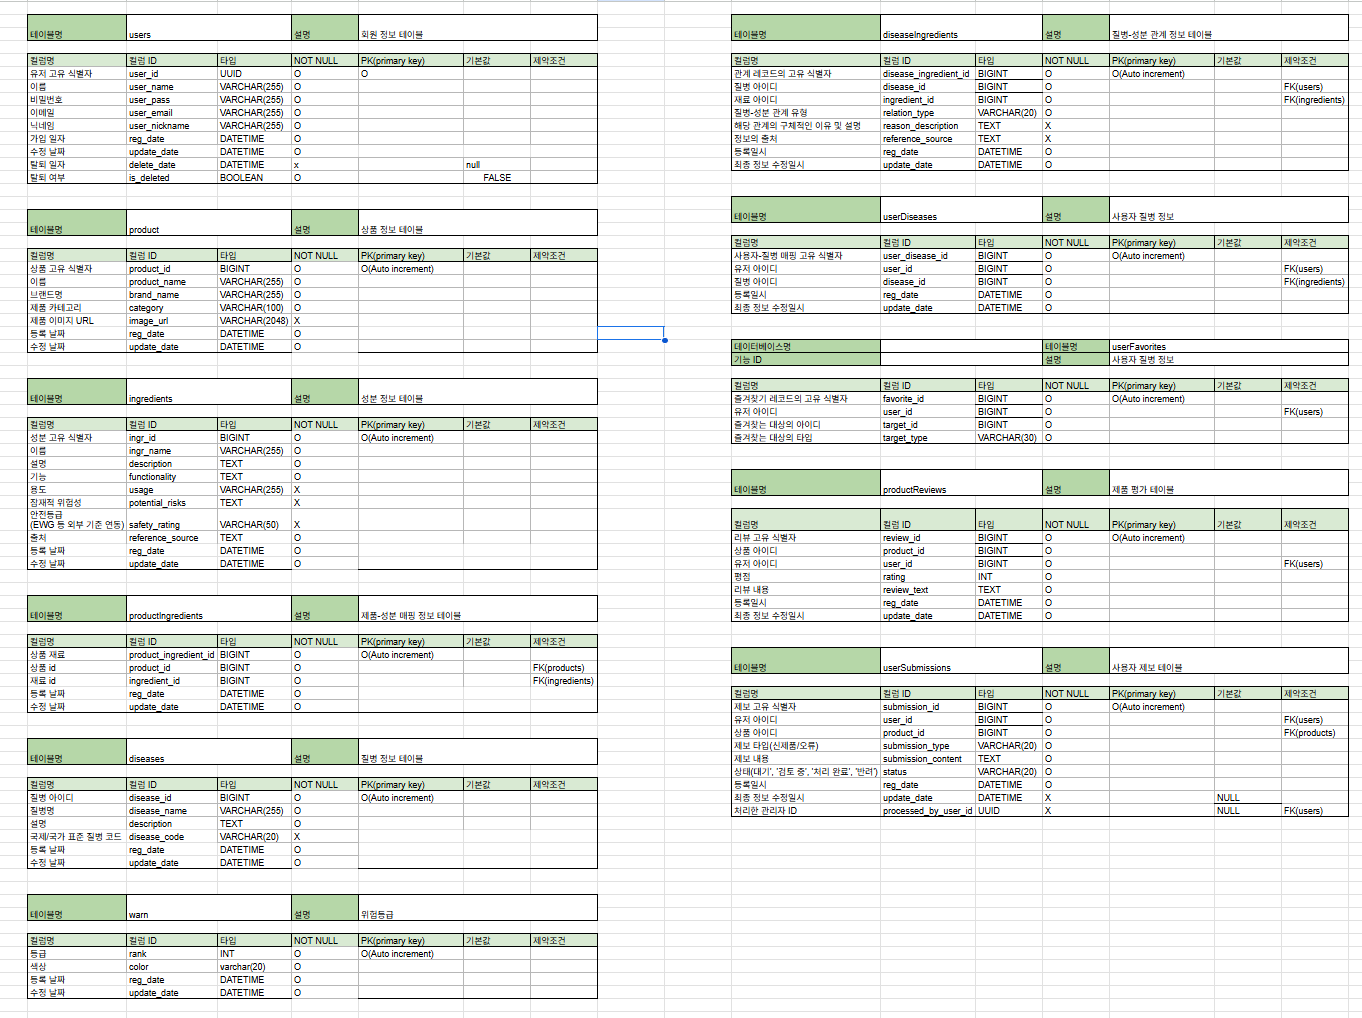 테이블명 users 설명 회원 정보 테이블
컬럼명 컬럼 ID 타입 NOT NULL PK(primary key) 기본값 제약조건
유저 고유 식별자 user_id UUID O O
이름 user_name VARCHAR(255) O
비밀번호 user_pass VARCHAR(255) O
이메일 user_email VARCHAR(255) O
닉네임 user_nickname VARCHAR(255) O
가입 일자 reg_date DATETIME O
수정 날짜 update_date DATETIME O
탈퇴 일자 delete_date DATETIME x null
탈퇴 여부 is_deleted BOOLEAN O FALSE
테이블명 product 설명 상품 정보 테이블
컬럼명 컬럼 ID 타입 NOT NULL PK(primary key) 기본값 제약조건
상품 고유 식별자 product_id BIGINT O O(Auto increment)
이름 product_name VARCHAR(255) O
브랜드명 brand_name VARCHAR(255) O
제품 카테고리 category VARCHAR(100) O
제품 이미지 URL image_url VARCHAR(2048) X
등록 날짜 reg_date DATETIME O
수정 날짜 update_date DATETIME O
테이블명 ingredients 설명 성분 정보 테이블
컬럼명 컬럼 ID 타입 NOT NULL PK(primary key) 기본값 제약조건
성분 고유 식별자 ingr_id BIGINT O O(Auto increment)
이름 ingr_name VARCHAR(255) O
설명 description TEXT O
기능 functionality TEXT O
용도 usage VARCHAR(255) X
잠재적 위험성 potential_risks TEXT X
안전등급
(EWG 등 외부 기준 연동) safety_rating VARCHAR(50) X
출처 reference_source TEXT O
등록 날짜 reg_date DATETIME O
수정 날짜 update_date DATETIME O
테이블명 productIngredients 설명 제품-성분 매핑 정보 테이블
컬럼명 컬럼 ID 타입 NOT NULL PK(primary key) 기본값 제약조건
상품 재료 product_ingredient_id BIGINT O O(Auto increment)
상품 id product_id BIGINT O FK(products)
재료 id ingredient_id BIGINT O FK(ingredients)
등록 날짜 reg_date DATETIME O
수정 날짜 update_date DATETIME O
테이블명 diseases 설명 질병 정보 테이블
컬럼명 컬럼 ID 타입 NOT NULL PK(primary key) 기본값 제약조건
질병 아이디 disease_id BIGINT O O(Auto increment)
질병명 disease_name VARCHAR(255) O
설명 description TEXT O
국제/국가 표준 질병 코드 disease_code VARCHAR(20) X
등록 날짜 reg_date DATETIME O
수정 날짜 update_date DATETIME O
테이블명 warn 설명 위험등급
컬럼명 컬럼 ID 타입 NOT NULL PK(primary key) 기본값 제약조건
등급 rank INT O O(Auto increment)
색상 color varchar(20) O
등록 날짜 reg_date DATETIME O
수정 날짜 update_date DATETIME O
테이블명 diseaseIngredients 설명 질병-성분 관계 정보 테이블
컬럼명 컬럼 ID 타입 NOT NULL PK(primary key) 기본값 제약조건
관계 레코드의 고유 식별자 disease_ingredient_id BIGINT O O(Auto increment)
질병 아이디 disease_id BIGINT O FK(users)
재료 아이디 ingredient_id BIGINT O FK(ingredients)
질병-성분 관계 유형 relation_type VARCHAR(20) O
해당 관계의 구체적인 이유 및 설명 reason_description TEXT X
정보의 출처 reference_source TEXT X
등록일시 reg_date DATETIME O
최종 정보 수정일시 update_date DATETIME O
테이블명 userDiseases 설명 사용자 질병 정보
컬럼명 컬럼 ID 타입 NOT NULL PK(primary key) 기본값 제약조건
사용자-질병 매핑 고유 식별자 user_disease_id BIGINT O O(Auto increment)
유저 아이디 user_id BIGINT O FK(users)
질병 아이디 disease_id BIGINT O FK(ingredients)
등록일시 reg_date DATETIME O
최종 정보 수정일시 update_date DATETIME O
데이터베이스명 테이블명 userFavorites
기능 ID 설명 사용자 질병 정보
컬럼명 컬럼 ID 타입 NOT NULL PK(primary key) 기본값 제약조건
즐겨찾기 레코드의 고유 식별자 favorite_id BIGINT O O(Auto increment)
유저 아이디 user_id BIGINT O FK(users)
즐겨찾는 대상의 아이디 target_id BIGINT O
즐겨찾는 대상의 타입 target_type VARCHAR(30) O
테이블명 productReviews 설명 제품 평가 테이블
컬럼명 컬럼 ID 타입 NOT NULL PK(primary key) 기본값 제약조건
리뷰 고유 식별자 review_id BIGINT O O(Auto increment)
상품 아이디 product_id BIGINT O
유저 아이디 user_id BIGINT O FK(users)
평점 rating INT O
리뷰 내용 review_text TEXT O
등록일시 reg_date DATETIME O
최종 정보 수정일시 update_date DATETIME O
테이블명 userSubmissions 설명 사용자 제보 테이블
컬럼명 컬럼 ID 타입 NOT NULL PK(primary key) 기본값 제약조건
제보 고유 식별자 submission_id BIGINT O O(Auto increment)
유저 아이디 user_id BIGINT O FK(users)
상품 아이디 product_id BIGINT O FK(products)
제보 타입(신제품/오류) submission_type VARCHAR(20) O
제보 내용 submission_content TEXT O
상태(대기', '검토 중', '처리 완료', '반려') status VARCHAR(20) O
등록일시 reg_date DATETIME O
최종 정보 수정일시 update_date DATETIME X NULL
처리한 관리자 ID processed_by_user_id UUID X NULL FK(users)